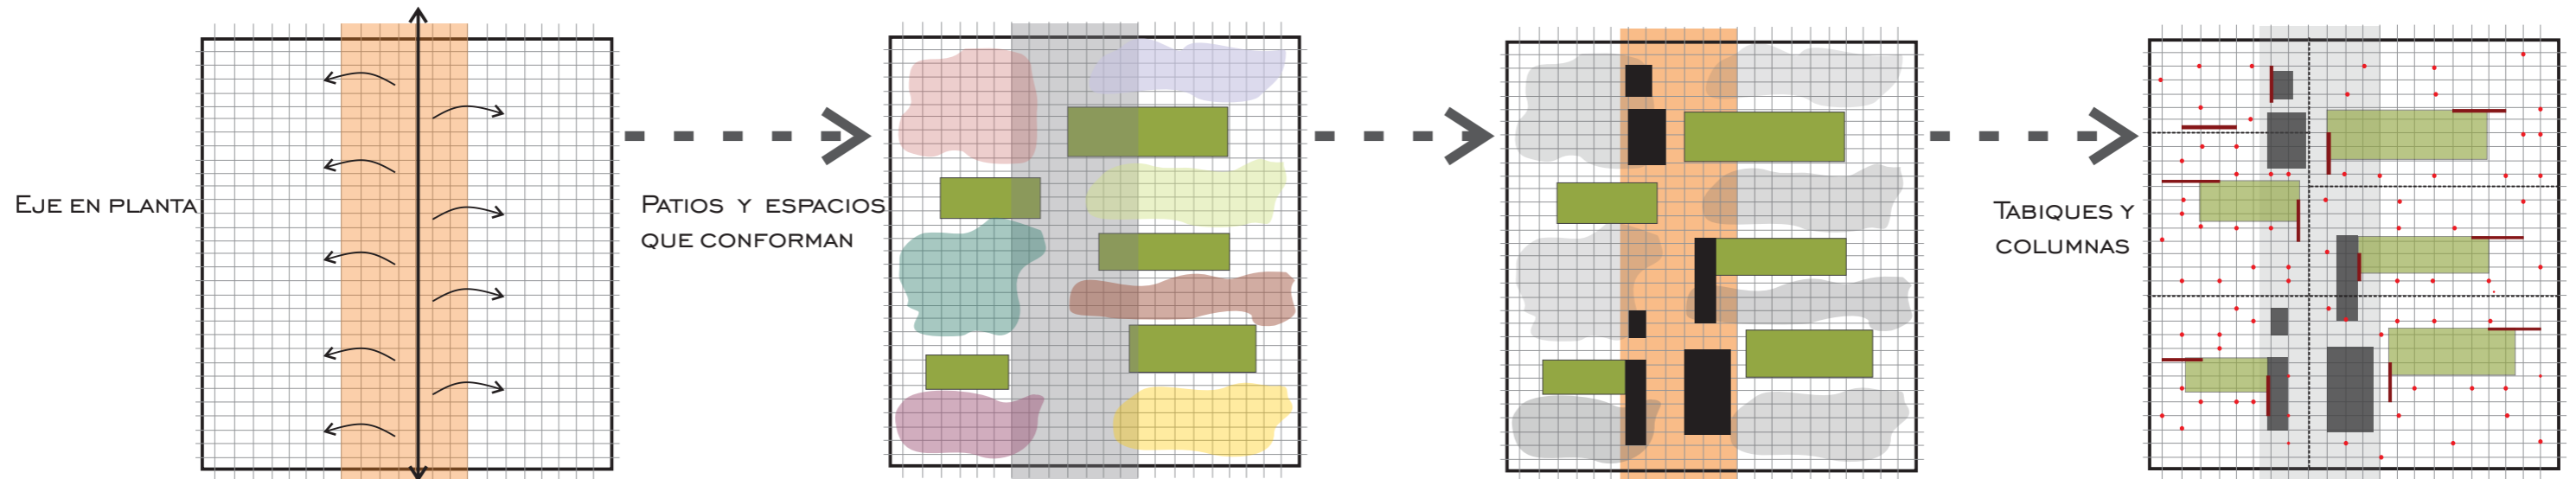 EJE EN PLANTA
PATIOS Y ESPACIOS
QUE CONFORMAN
TABIQUES Y
COLUMNAS